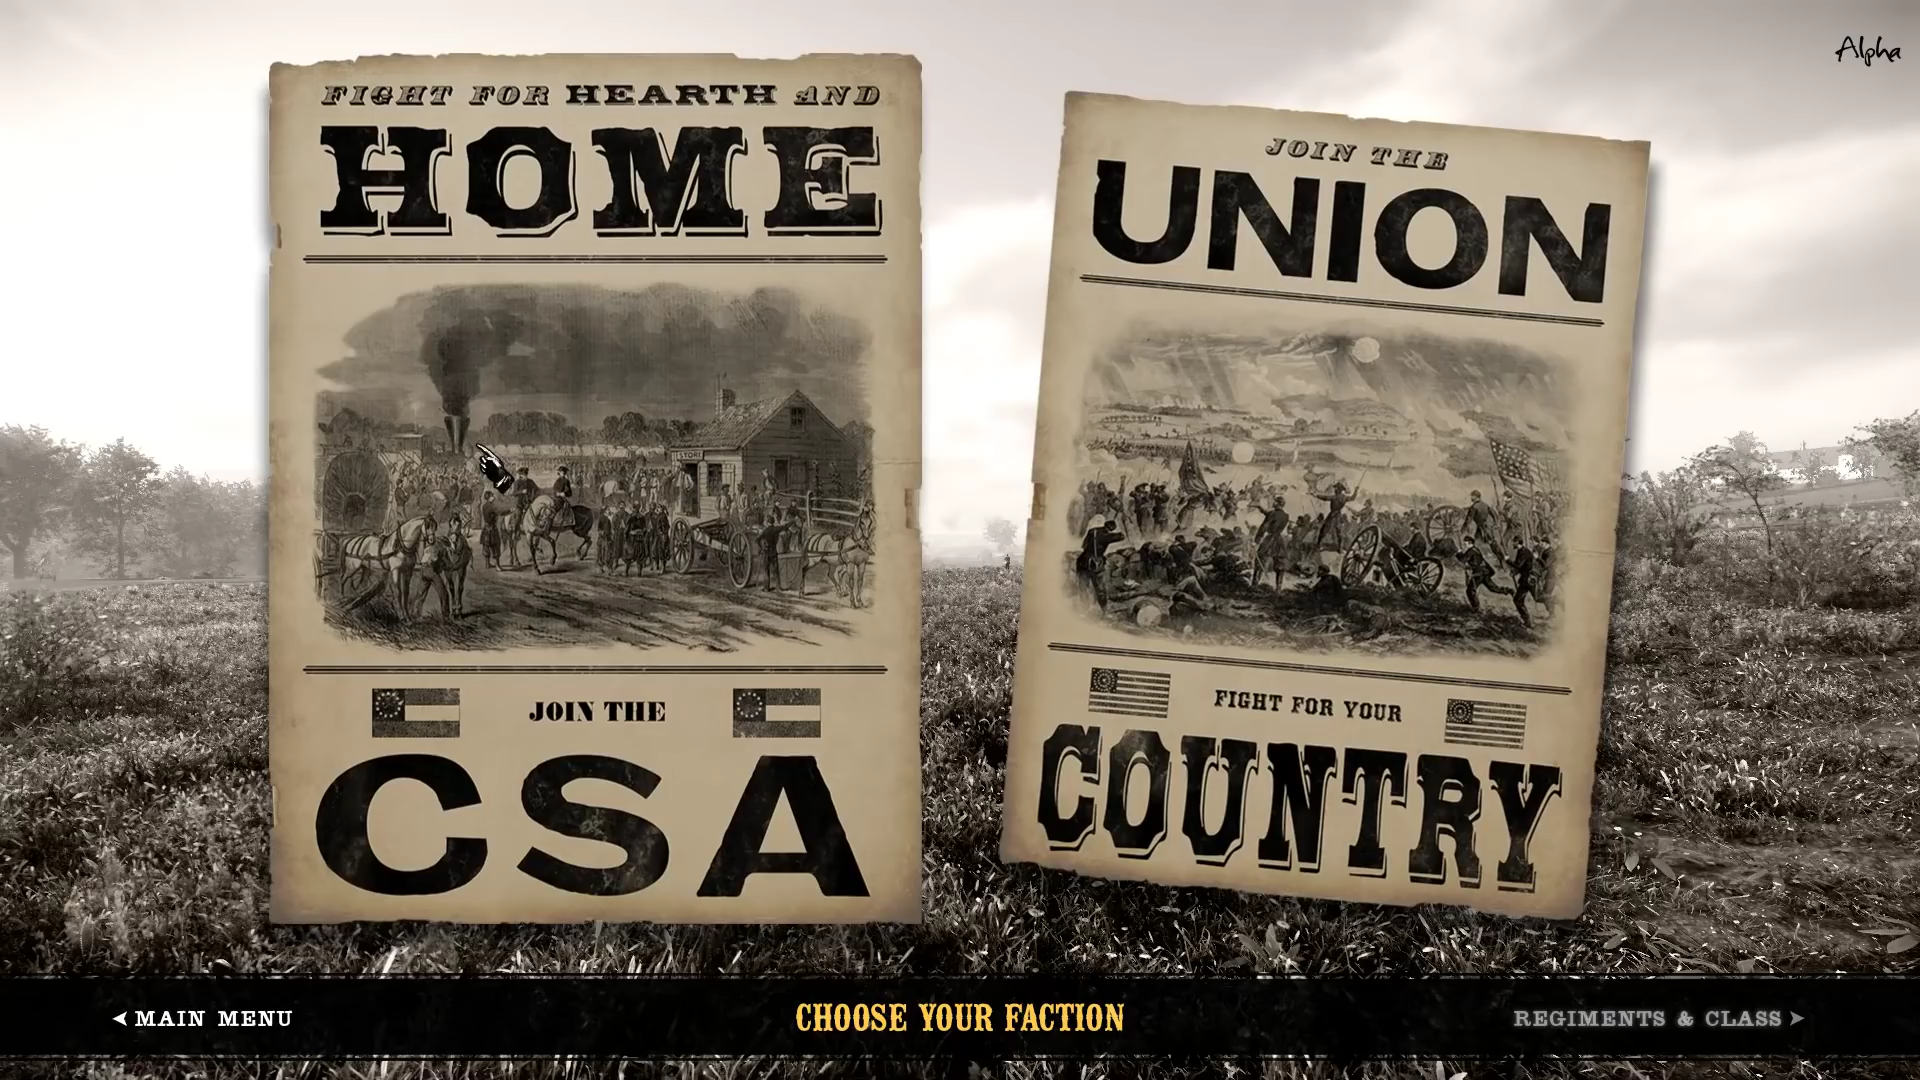 Alpha
FIGHT FOR HEARTH AND
HOME
STORE
JOIN THE
CSA
JOIN THE
UNION
FIGHT FOR YOUR
COUNTRY
MAIN MENU
CHOOSE YOUR FACTION
REGIMENTS & CLASS